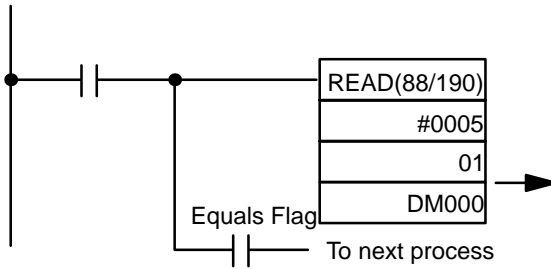 READ(88/190)
#0005
01
DM000
Equals Flag
To next process